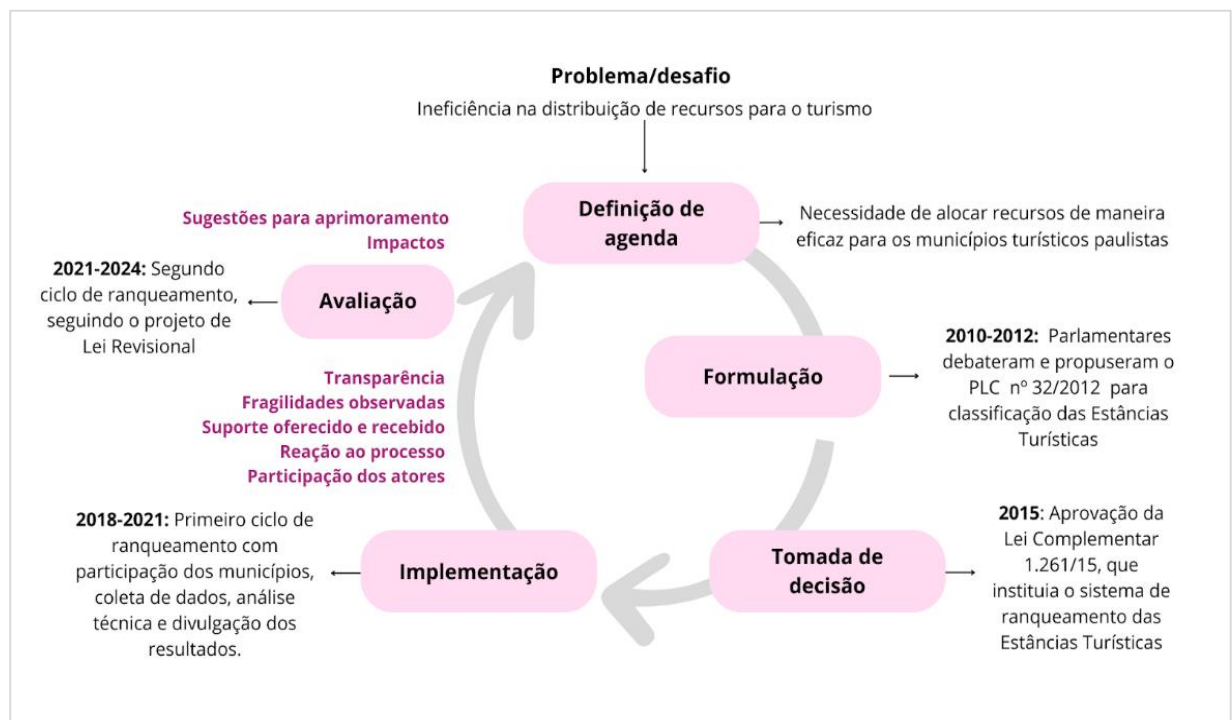 Problema/desafio
Ineficiência na distribuição de recursos para o turismo
Definição de
agenda
Necessidade de alocar recursos de maneira
eficaz para os municípios turísticos paulistas
Formulação
2010-2012: Parlamentares
debateram e propuseram o
PLC nº 32/2012 para
classificação das Estâncias
Turísticas
Tomada de
decisão
2015: Aprovação da
Lei Complementar
1.261/15, que
instituia o sistema de
ranqueamento das
Estâncias Turísticas
Implementação
2018-2021: Primeiro ciclo de
ranqueamento com
participação dos municípios,
coleta de dados, análise
técnica e divulgação dos
resultados.
Transparência
Fragilidades observadas
Suporte oferecido e recebido
Reação ao processo
Participação dos atores
Avaliação
2021-2024: Segundo
ciclo de ranqueamento,
seguindo o projeto de
Lei Revisional
Sugestões para aprimoramento
Impactos